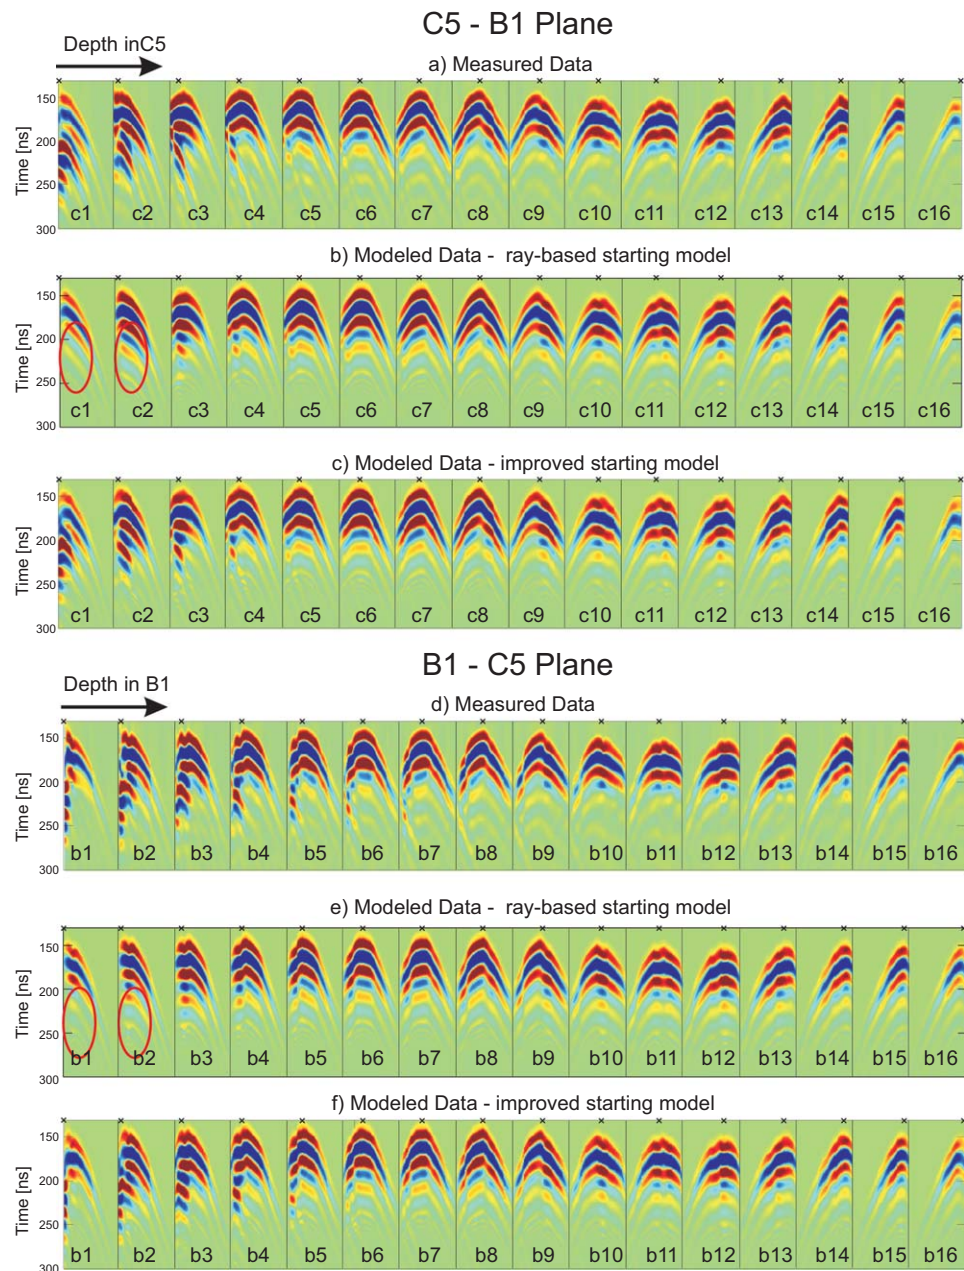 C5 - B1 Plane
Depth inC5
a) Measured Data
Time [ns]
150
200
250
300
c1 c2 c3 c4 c5 c6 c7 c8 c9 c10 c11 c12 c13 c14 c15 c16
b) Modeled Data - ray-based starting model
Time [ns]
150
200
250
300
c1 c2 c3 c4 c5 c6 c7 c8 c9 c10 c11 c12 c13 c14 c15 c16
c) Modeled Data - improved starting model
Time [ns]
150
200
250
300
c1 c2 c3 c4 c5 c6 c7 c8 c9 c10 c11 c12 c13 c14 c15 c16
B1 - C5 Plane
Depth in B1
d) Measured Data
Time [ns]
150
200
250
300
b1 b2 b3 b4 b5 b6 b7 b8 b9 b10 b11 b12 b13 b14 b15 b16
e) Modeled Data - ray-based starting model
Time [ns]
150
200
250
300
b1 b2 b3 b4 b5 b6 b7 b8 b9 b10 b11 b12 b13 b14 b15 b16
f) Modeled Data - improved starting model
Time [ns]
150
200
250
300
b1 b2 b3 b4 b5 b6 b7 b8 b9 b10 b11 b12 b13 b14 b15 b16